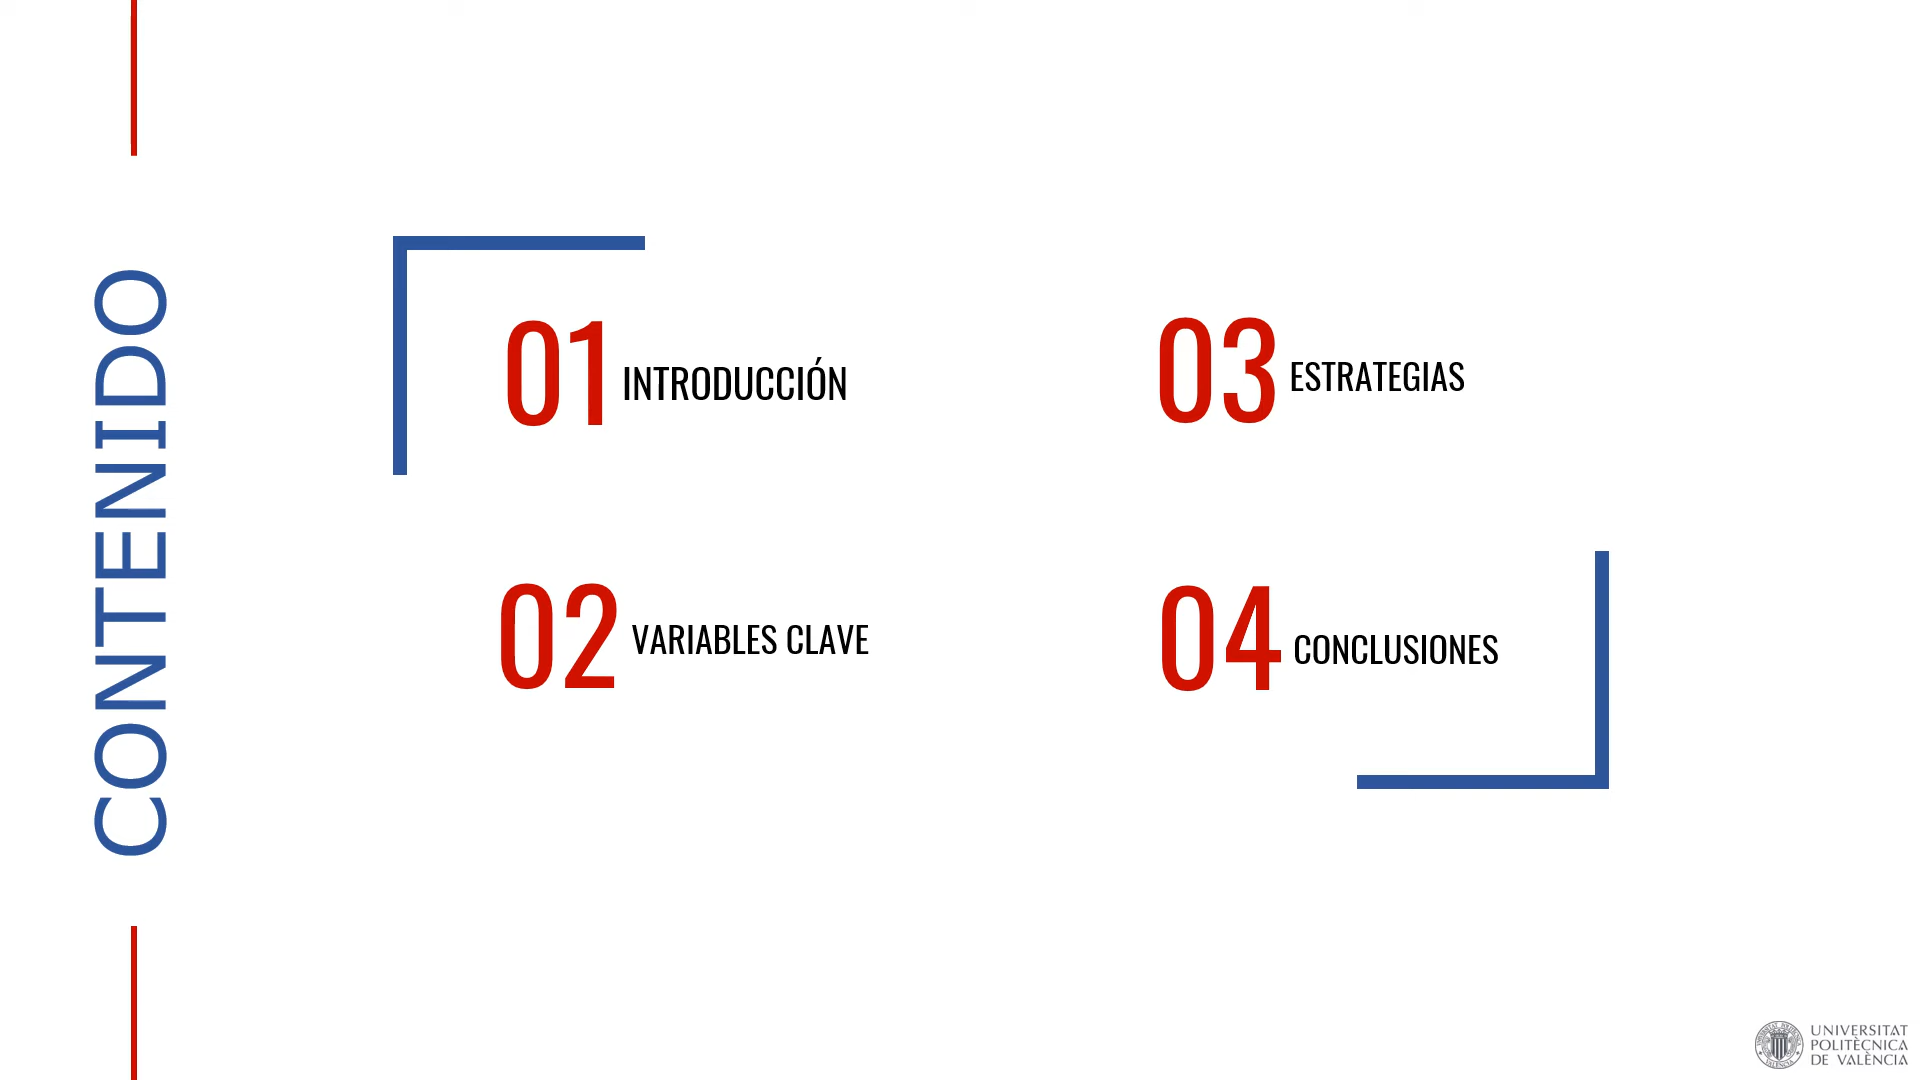 CONTENIDO
01 INTRODUCCIÓN
02 VARIABLES CLAVE
03 ESTRATEGIAS
04 CONCLUSIONES
UNIVERSITAT
POLITÈCNICA
DE VALÈNCIA